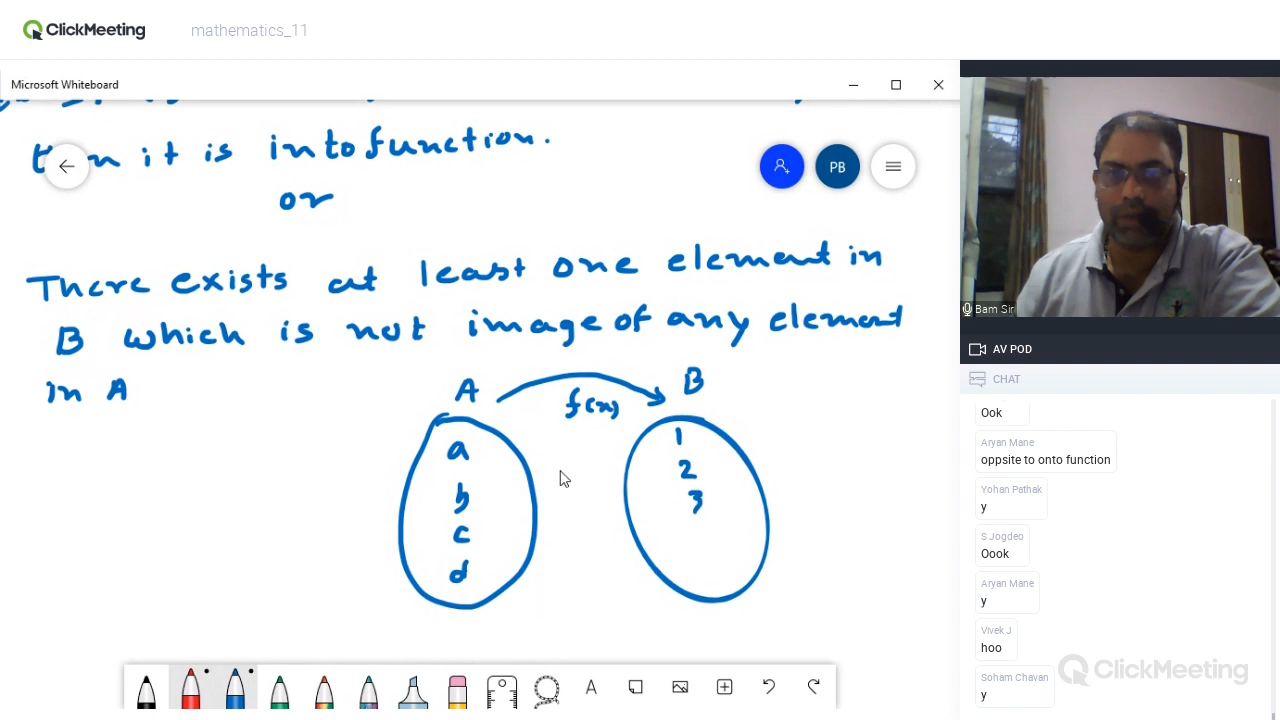 ClickMeeting
mathematics_11
Microsoft Whiteboard
it is into function.
or
PB
There exists at least one element in
B which is not image of any element
in A
A
f(x)
B
a
b
c
d
1
2
3
A
Bam Sir
AV POD
CHAT
Ook
Aryan Mane
oppsite to onto function
Yohan Pathak
y
S Jogdeo
Oook
Aryan Mane
y
Vivek J
hoo
Soham Chavan
y
ClickMeeting